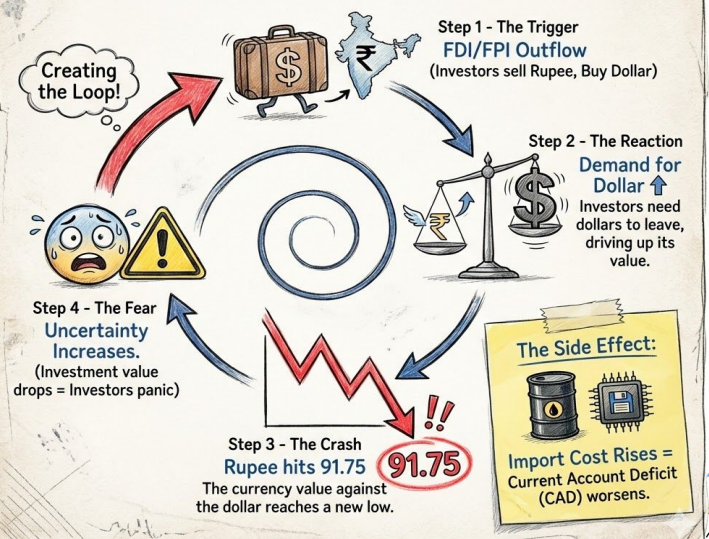 Creating
the Loop!
$
₹
Step 1 - The Trigger
FDI/FPI Outflow
(Investors sell Rupee, Buy Dollar)
Step 2 - The Reaction
Demand for
Dollar
Investors need
dollars to leave,
driving up its
value.
₹
$
Step 3 - The Crash
Rupee hits 91.75
The currency value against
the dollar reaches a new low.
!!
91.75
Step 4 - The Fear
Uncertainty
Increases.
(Investment value
drops = Investors panic)
!
The Side Effect:
Import Cost Rises =
Current Account Deficit
(CAD) worsens.